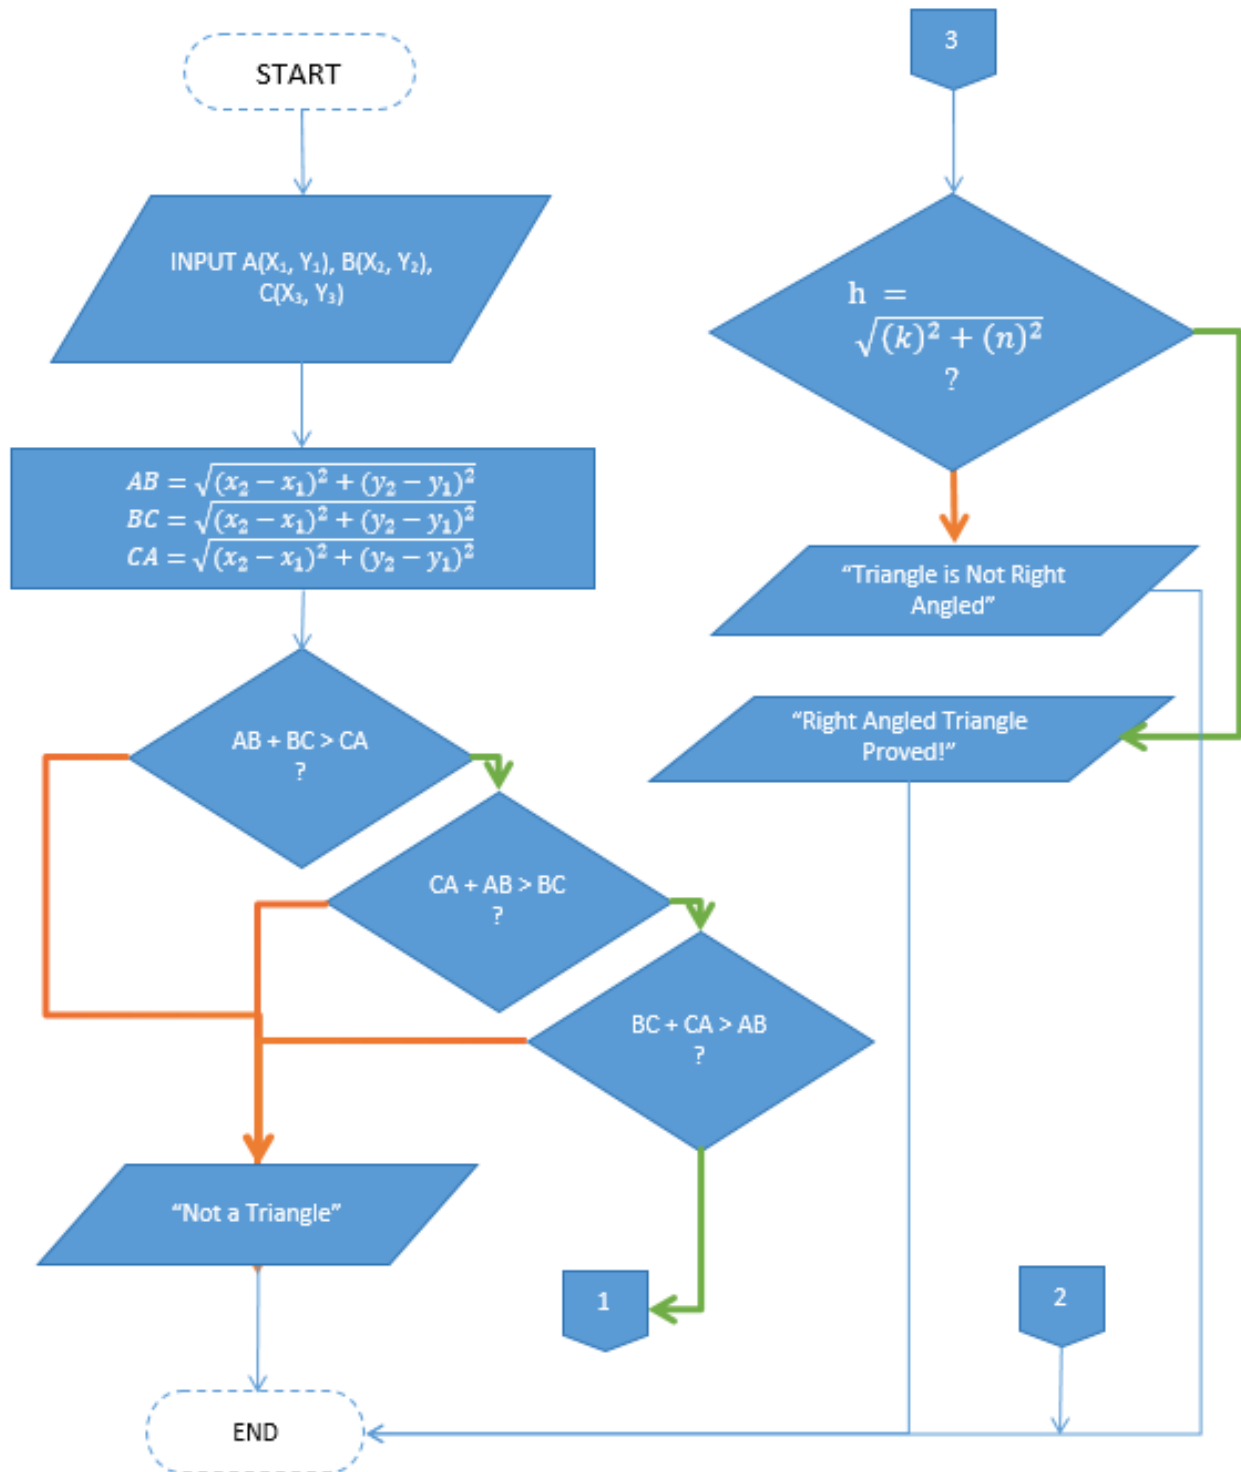 START
INPUT A(X₁, Y₁), B(X₂, Y₂),
C(X₃, Y₃)
AB = √(x₂ − x₁)² + (y₂ − y₁)²
BC = √(x₂ − x₁)² + (y₂ − y₁)²
CA = √(x₂ − x₁)² + (y₂ − y₁)²
AB + BC > CA
?
CA + AB > BC
?
BC + CA > AB
?
"Not a Triangle"
1
END
3
h =
√(k)² + (n)²
?
“Triangle is Not Right
Angled”
“Right Angled Triangle
Proved!”
2